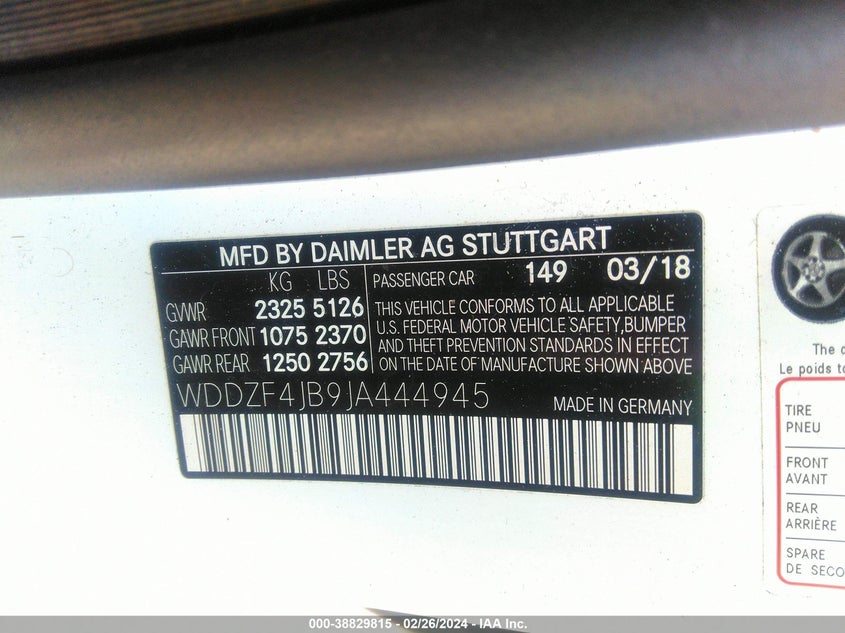 MFD BY DAIMLER AG STUTTGART
KG LBS
GVWR 2325 5126
GAWR FRONT 1075 2370
GAWR REAR 1250 2756
PASSENGER CAR 149 03/18
THIS VEHICLE CONFORMS TO ALL APPLICABLE
U.S. FEDERAL MOTOR VEHICLE SAFETY,BUMPER
AND THEFT PREVENTION STANDARDS IN EFFECT
ON THE DATE OF MANUFACTURE SHOWN ABOVE
WDDZF4JB9JA444945
MADE IN GERMANY
The
Le poids
TIRE
PNEU
FRONT
AVANT
REAR
ARRIÈRE
SPARE
DE
000-38829815 - 02/26/2024 - IAA Inc.